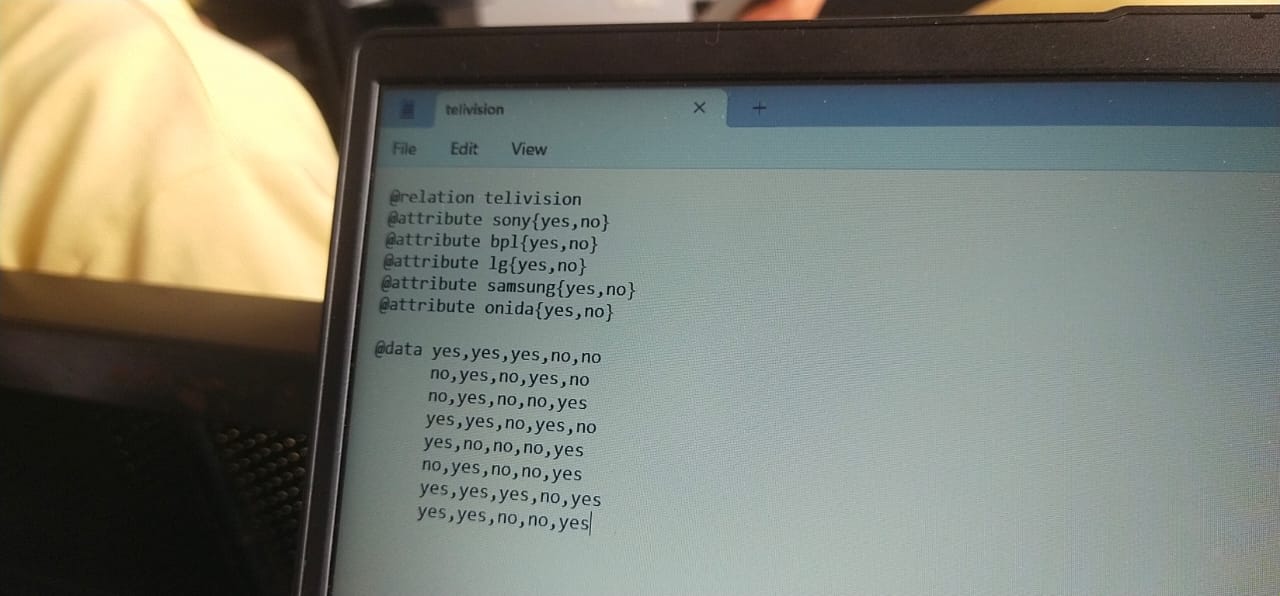 telivision
File Edit View
@relation telivision
@attribute sony{yes,no}
@attribute bpl{yes,no}
@attribute lg{yes,no}
@attribute samsung{yes,no}
@attribute onida{yes,no}
@data yes,yes,yes,no,no
no,yes,no,yes,no
no,yes,no,no,yes
yes,yes,no,yes,no
yes,no,no,no,yes
no,yes,no,no,yes
yes,yes,yes,no,yes
yes,yes,no,no,yes